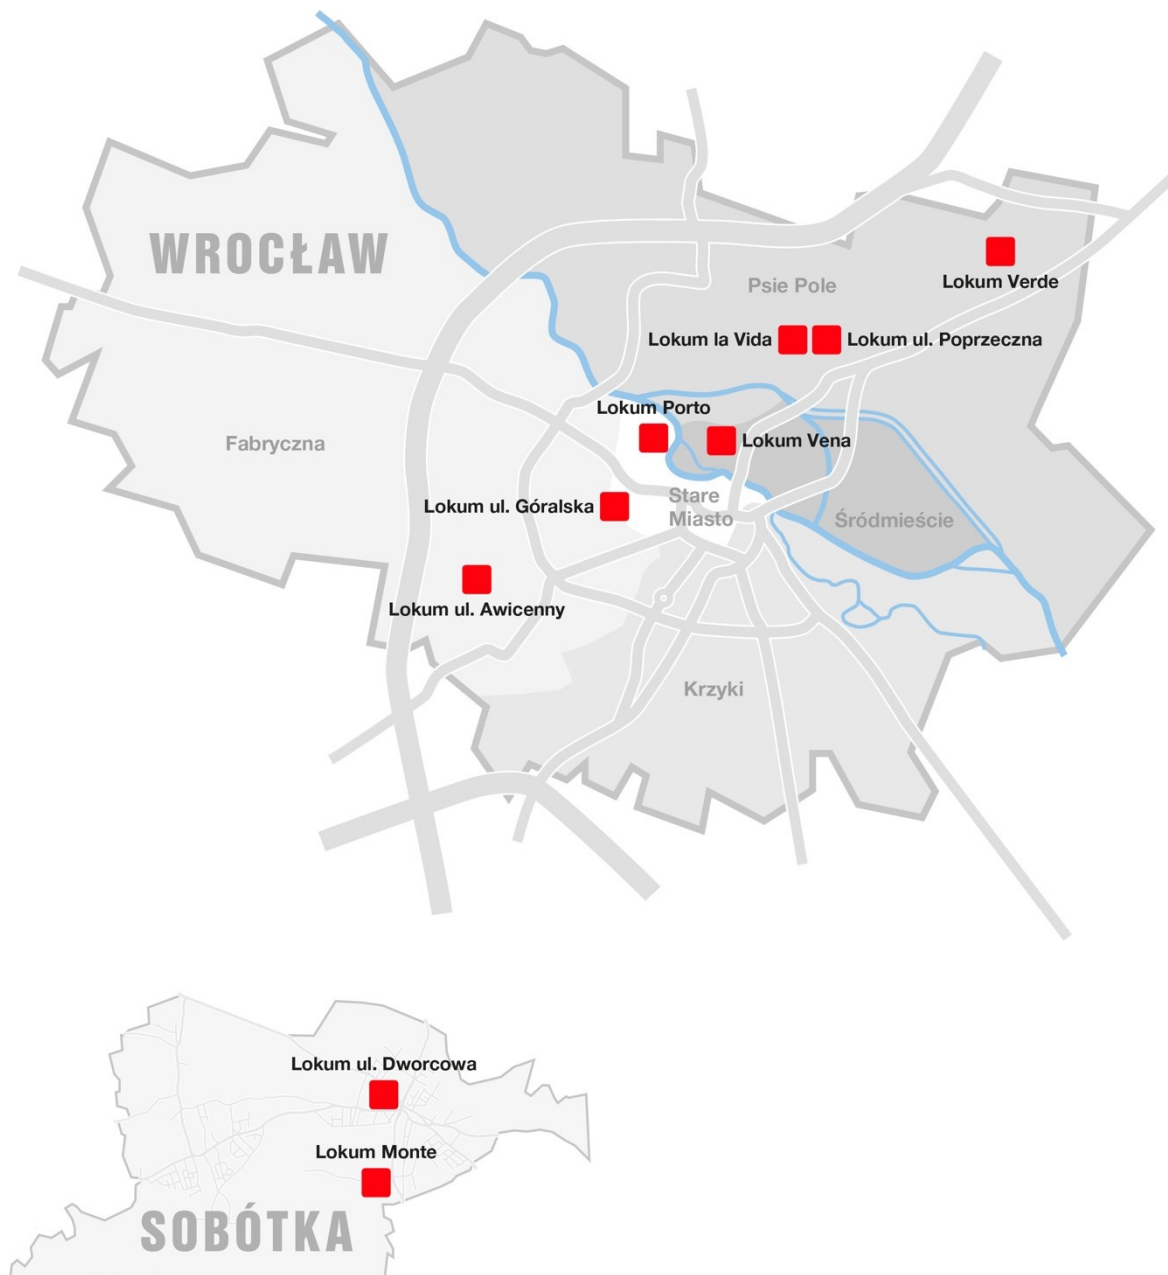 WROCŁAW
Lokum Verde
Psie Pole
Lokum la Vida
Lokum ul. Poprzeczna
Lokum Porto
Fabryczna
Lokum Vena
Lokum ul. Góralska
Stare
Miasto
Śródmieście
Lokum ul. Awicenny
Krzyki
Lokum ul. Dworcowa
Lokum Monte
SOBÓTKA